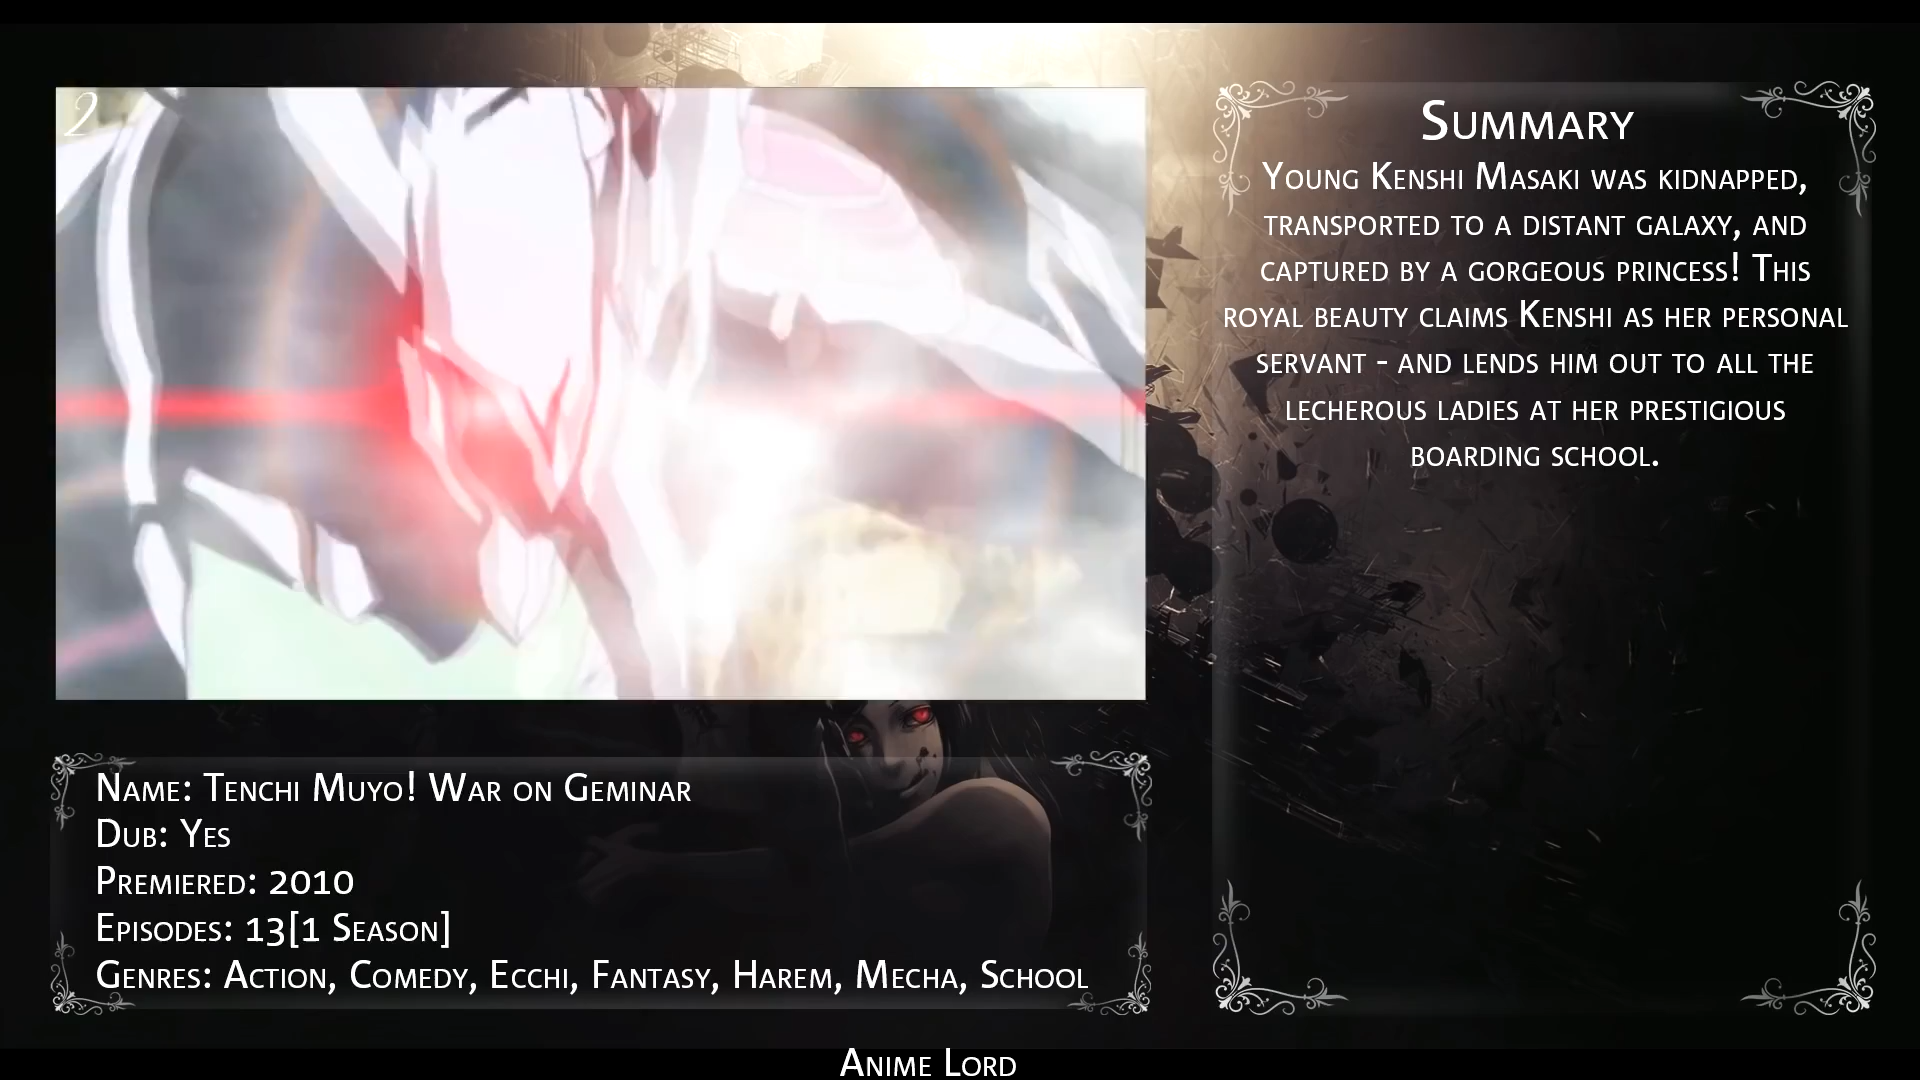 2
Summary
Young Kenshi Masaki was kidnapped,
transported to a distant galaxy, and
captured by a gorgeous princess! This
royal beauty claims Kenshi as her personal
servant - and lends him out to all the
lecherous ladies at her prestigious
boarding school.
Name: Tenchi Muyo! War on Geminar
Dub: Yes
Premiered: 2010
Episodes: 13[1 Season]
Genres: Action, Comedy, Ecchi, Fantasy, Harem, Mecha, School
Anime Lord